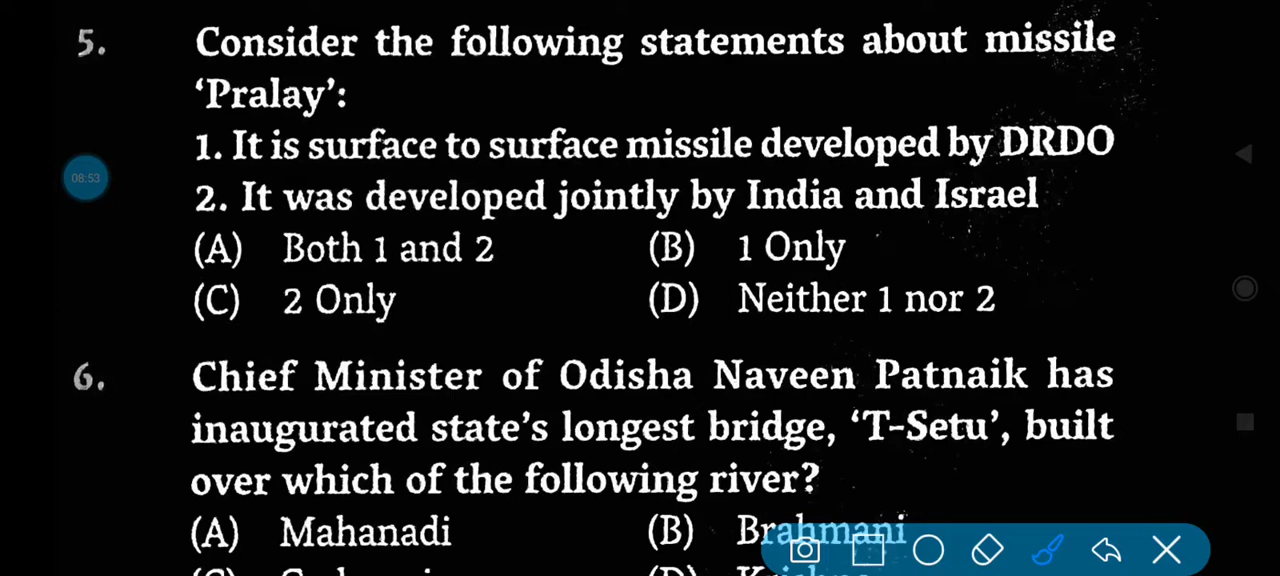 5. Consider the following statements about missile
‘Pralay’:
08:53
1. It is surface to surface missile developed by DRDO
2. It was developed jointly by India and Israel
(A) Both 1 and 2 (B) 1 Only
(C) 2 Only (D) Neither 1 nor 2
6. Chief Minister of Odisha Naveen Patnaik has
inaugurated state’s longest bridge, ‘T-Setu’, built
over which of the following river?
(A) Mahanadi (B) Brahmani